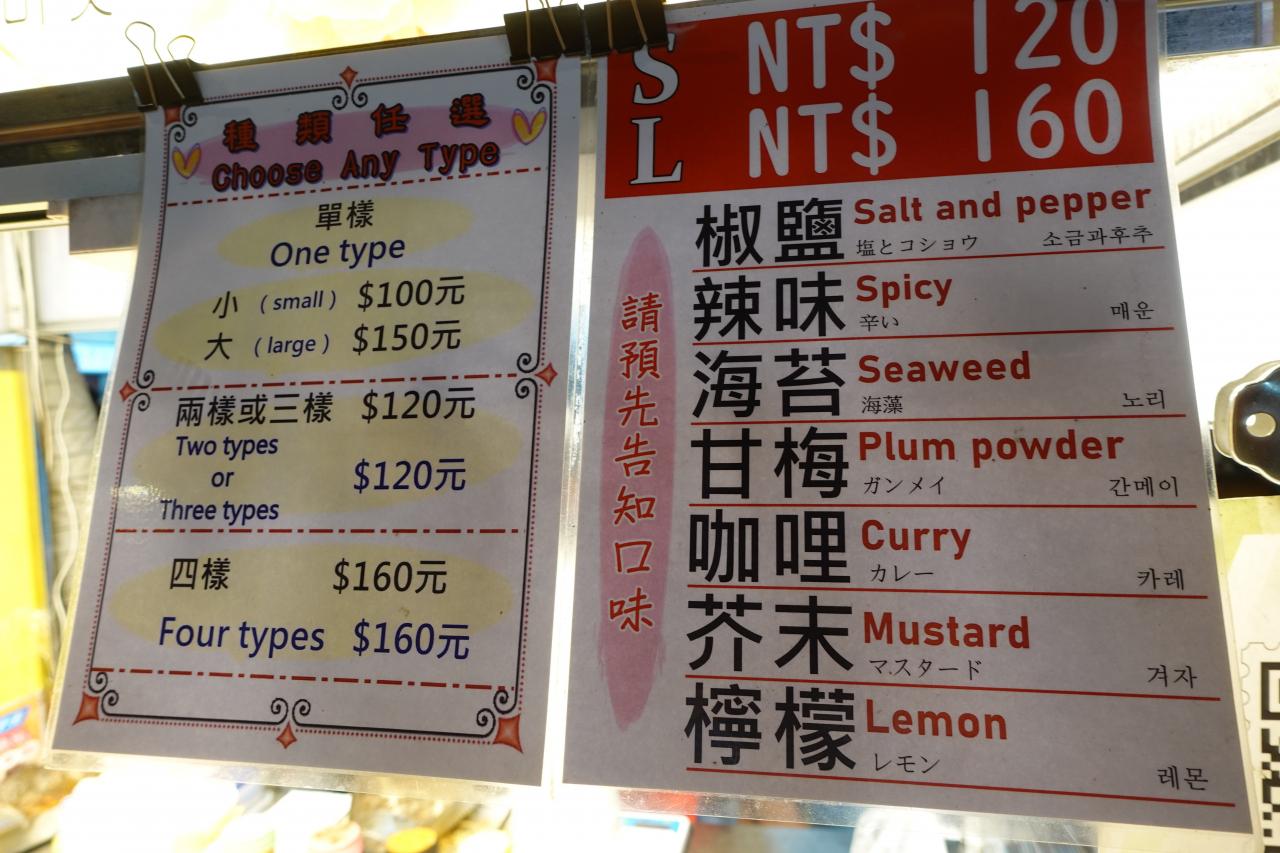 種類任選
Choose Any Type
單樣
One type
小 (small) $100元
大 (large) $150元
兩樣或三樣 $120元
Two types
or $120元
Three types
四樣 $160元
Four types $160元
S NT$ 120
L NT$ 160
請預先告知口味
椒鹽 Salt and pepper
塩とコショウ 소금과후추
辣味 Spicy
辛い 매운
海苔 Seaweed
海藻 노리
甘梅 Plum powder
ガンメイ 간메이
咖哩 Curry
カレー 카레
芥末 Mustard
マスタード 겨자
檸檬 Lemon
レモン 레몬